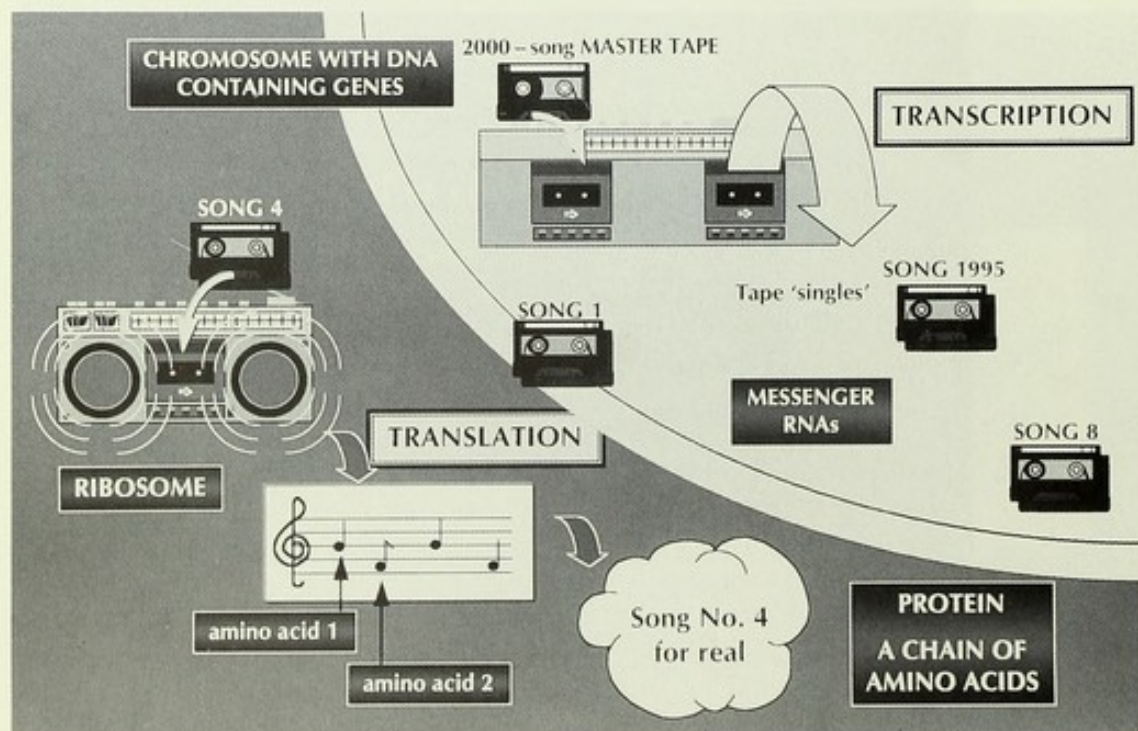 CHROMOSOME WITH DNA
CONTAINING GENES
2000 – song MASTER TAPE
TRANSCRIPTION
SONG 4
SONG 1995
Tape 'singles'
SONG 1
MESSENGER
RNAs
SONG 8
TRANSLATION
RIBOSOME
amino acid 1
amino acid 2
Song No. 4
for real
PROTEIN
A CHAIN OF
AMINO ACIDS